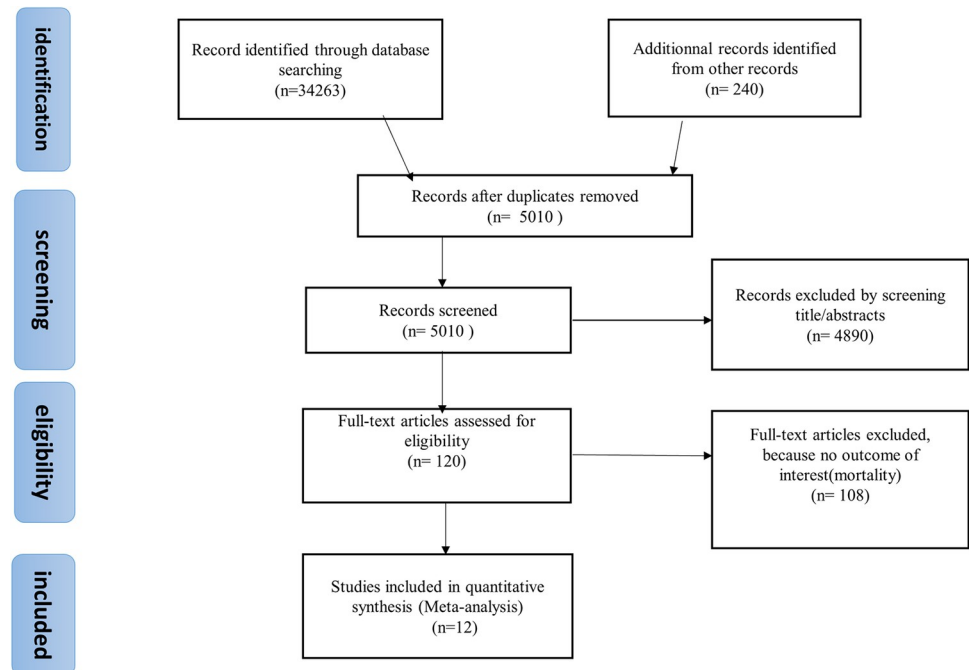 identification
Record identified through database
searching
(n=34263)
Additionnal records identified
from other records
(n= 240)
screening
Records after duplicates removed
(n=  5010 )
Records screened
(n= 5010 )
Records excluded by screening
title/abstracts
(n= 4890)
eligibility
Full-text articles assessed for
eligibility
(n= 120)
Full-text articles excluded,
because no outcome of
interest(mortality)
(n= 108)
included
Studies included in quantitative
synthesis (Meta-analysis)
(n=12)